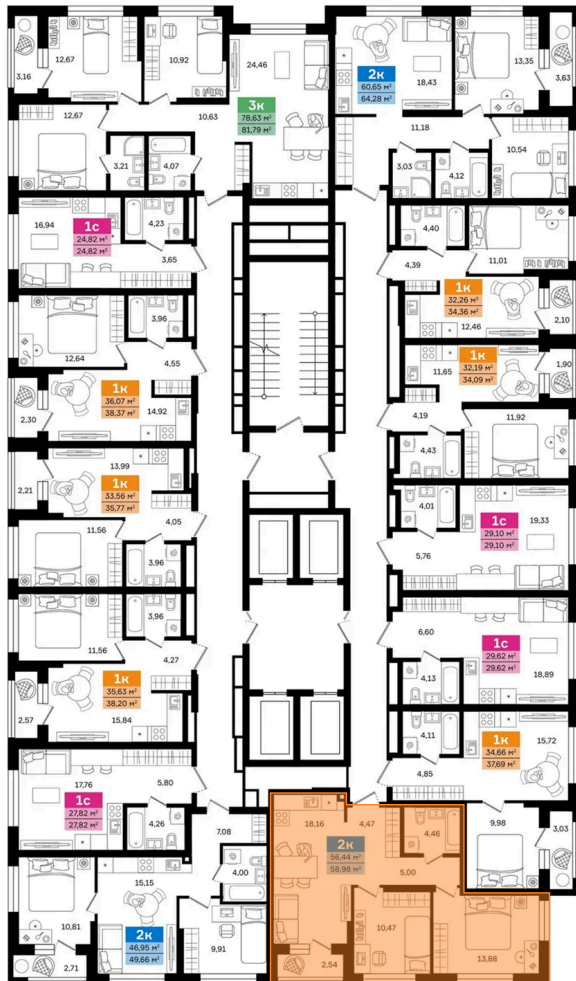 12,67
10,92
24,46
2к
60,65 м²
64,28 м²
18,43
13,35
3,16
3,63
12,67
10,63
3к
78,63 м²
81,79 м²
11,18
10,54
3,21
4,07
3,03
4,12
16,94
1с
24,82 м²
24,82 м²
4,23
3,65
4,40
11,01
4,39
1к
32,26 м²
34,36 м²
2,10
12,46
3,96
12,64
4,55
11,65
1к
32,19 м²
34,09 м²
1,90
1к
36,07 м²
38,37 м²
14,92
2,30
4,19
11,92
4,43
13,99
2,21
1к
33,56 м²
35,77 м²
4,05
4,01
1с
29,10 м²
29,10 м²
19,33
11,56
3,96
5,76
3,96
11,56
4,27
6,60
1с
29,62 м²
29,62 м²
18,89
4,13
1к
35,63 м²
38,20 м²
2,57
15,84
4,11
1к
34,66 м²
37,69 м²
15,72
4,85
17,76
5,80
1с
27,82 м²
27,82 м²
4,26
7,08
18,16
4,47
4,46
9,98
3,03
2к
56,44 м²
58,98 м²
15,15
4,00
5,00
10,81
2к
46,95 м²
49,66 м²
9,91
10,47
2,71
2,54
13,88